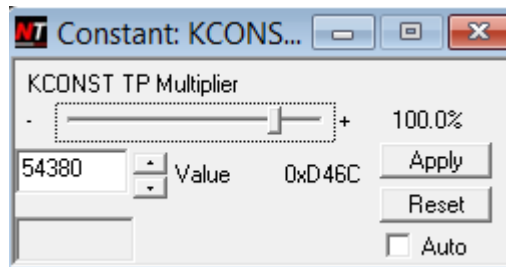 NT Constant: KCONS...
KCONST TP Multiplier
- + 100.0%
54380 Value 0xD46C Apply
Reset
Auto